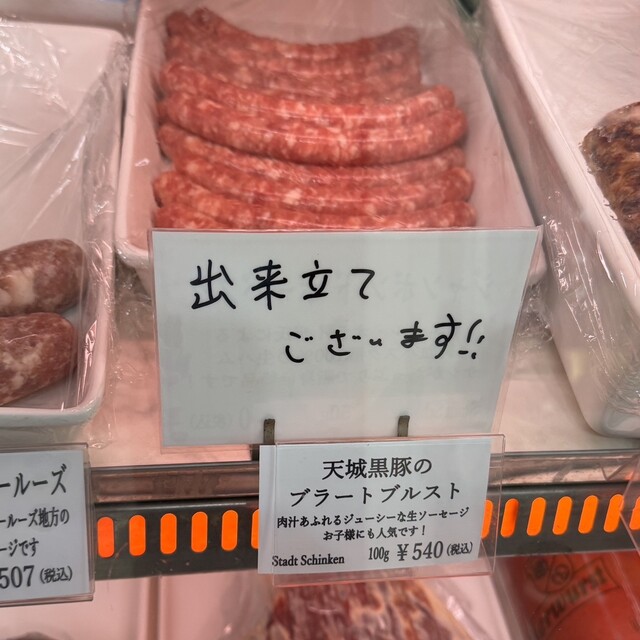 出来立て
ございます!!
天城黒豚の
ブラートブルスト
肉汁あふれるジューシーな生ソーセージ
お子様にも人気です!
Stadt Schinken 100g ¥540(税込)
ールーズ
ールーズ地方の
ージです
507(税込)